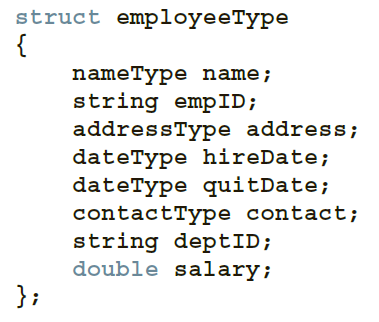 struct employeeType
{
    nameType name;
    string empID;
    addressType address;
    dateType hireDate;
    dateType quitDate;
    contactType contact;
    string deptID;
    double salary;
};